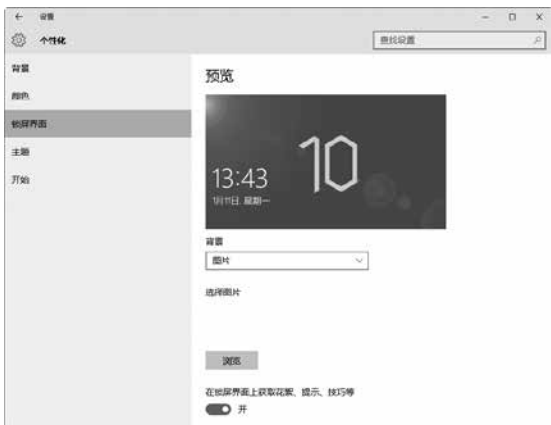 设置
个性化
查找设置
背景
颜色
锁屏界面
主题
开始
预览
10
13:43
1月11日, 星期一
背景
图片
选择图片
浏览
在锁屏界面上获取花絮、提示、技巧等
开